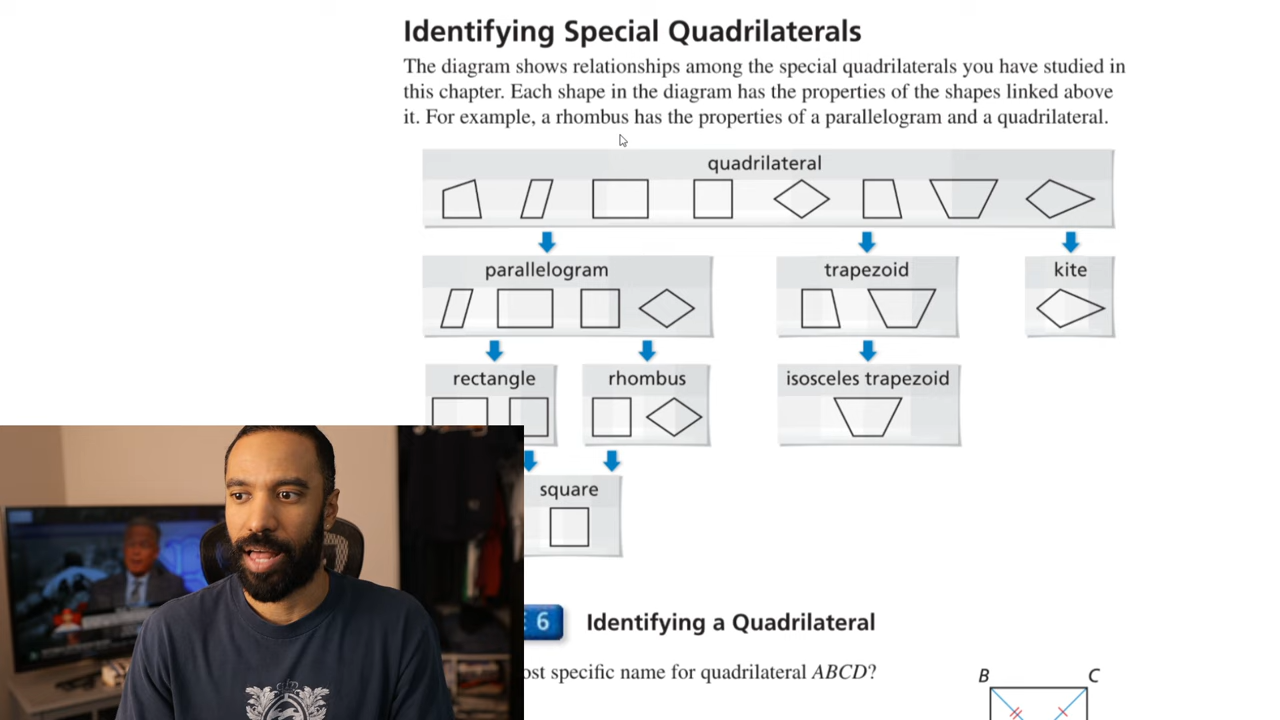 Identifying Special Quadrilaterals
The diagram shows relationships among the special quadrilaterals you have studied in
this chapter. Each shape in the diagram has the properties of the shapes linked above
it. For example, a rhombus has the properties of a parallelogram and a quadrilateral.
quadrilateral
parallelogram
trapezoid
kite
rectangle
rhombus
isosceles trapezoid
square
6 Identifying a Quadrilateral
specific name for quadrilateral ABCD?
B
C